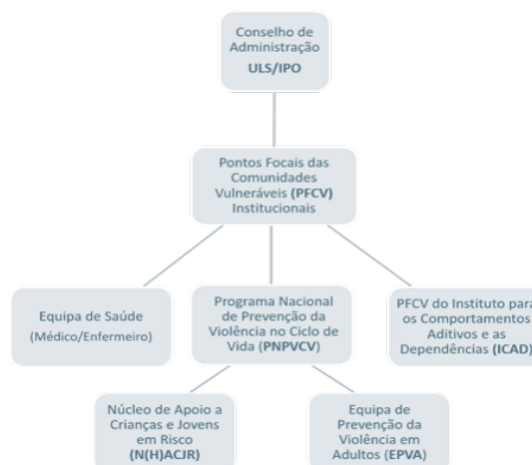 Conselho de
Administração
ULS/IPO
Pontos Focais das
Comunidades
Vulneráveis (PFCV)
Institucionais
Equipa de Saúde
(Médico/Enfermeiro)
Programa Nacional
de Prevenção da
Violência no Ciclo de
Vida (PNPVCV)
PFCV do Instituto para
os Comportamentos
Aditivos e as
Dependências (ICAD)
Núcleo de Apoio a
Crianças e Jovens
em Risco
(N(H)ACJR)
Equipa de
Prevenção da
Violência em
Adultos (EPVA)